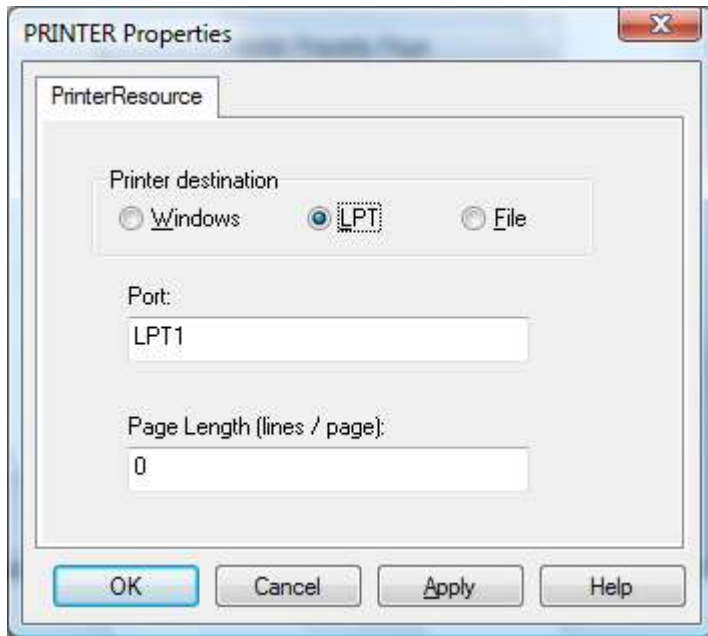 PRINTER Properties
PrinterResource
Printer destination
Windows LPT File
Port:
LPT1
Page Length (lines / page):
0
OK Cancel Apply Help